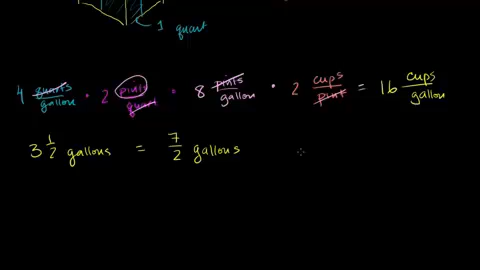 1 quart
4 quarts/gallon · 2 pints/quart = 8 pints/gallon · 2 cups/pint = 16 cups/gallon
3 1/2 gallons = 7/2 gallons